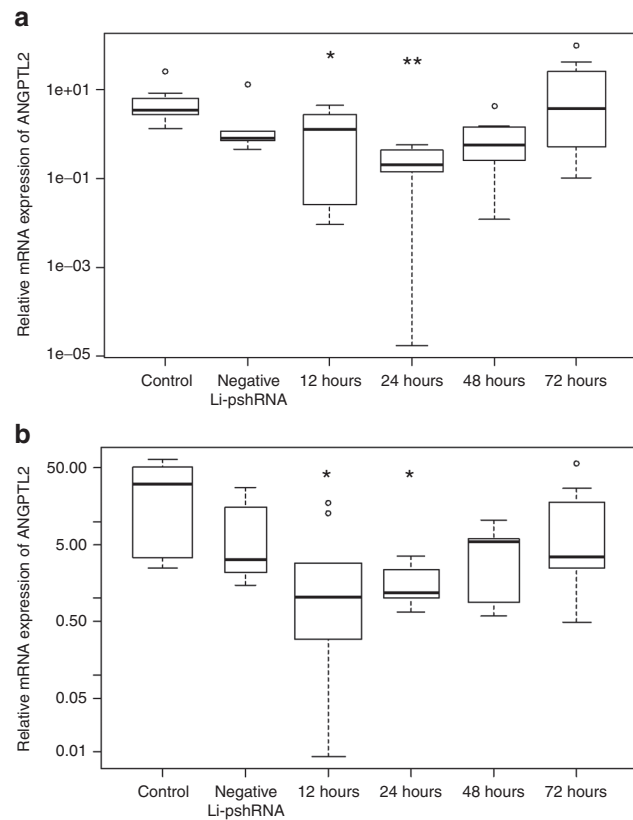 a
Relative mRNA expression of ANGPTL2
1e+01
1e−01
1e−03
1e−05
*
**
Control
Negative
Li-pshRNA
12 hours
24 hours
48 hours
72 hours
b
Relative mRNA expression of ANGPTL2
50.00
5.00
0.50
0.05
0.01
*
*
Control
Negative
Li-pshRNA
12 hours
24 hours
48 hours
72 hours